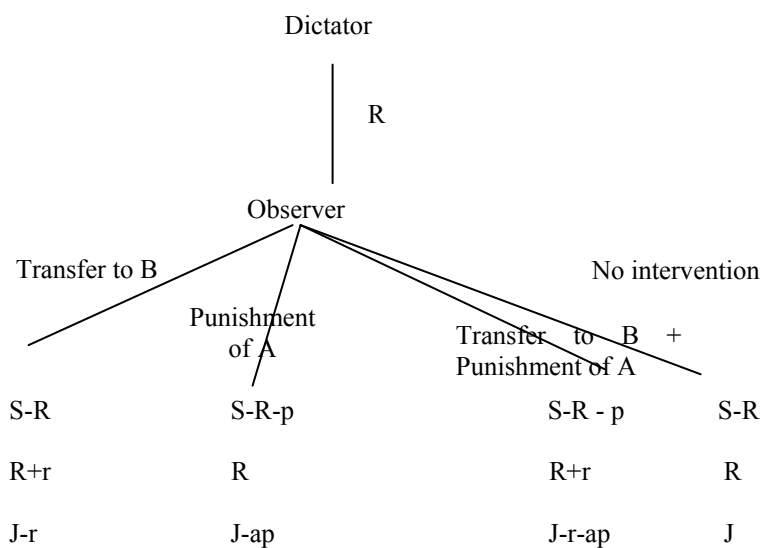 Dictator
R
Observer
Transfer to B
No intervention
Punishment
of A
Transfer to B +
Punishment of A
S-R
S-R-p
S-R - p
S-R
R+r
R
R+r
R
J-r
J-ap
J-r-ap
J